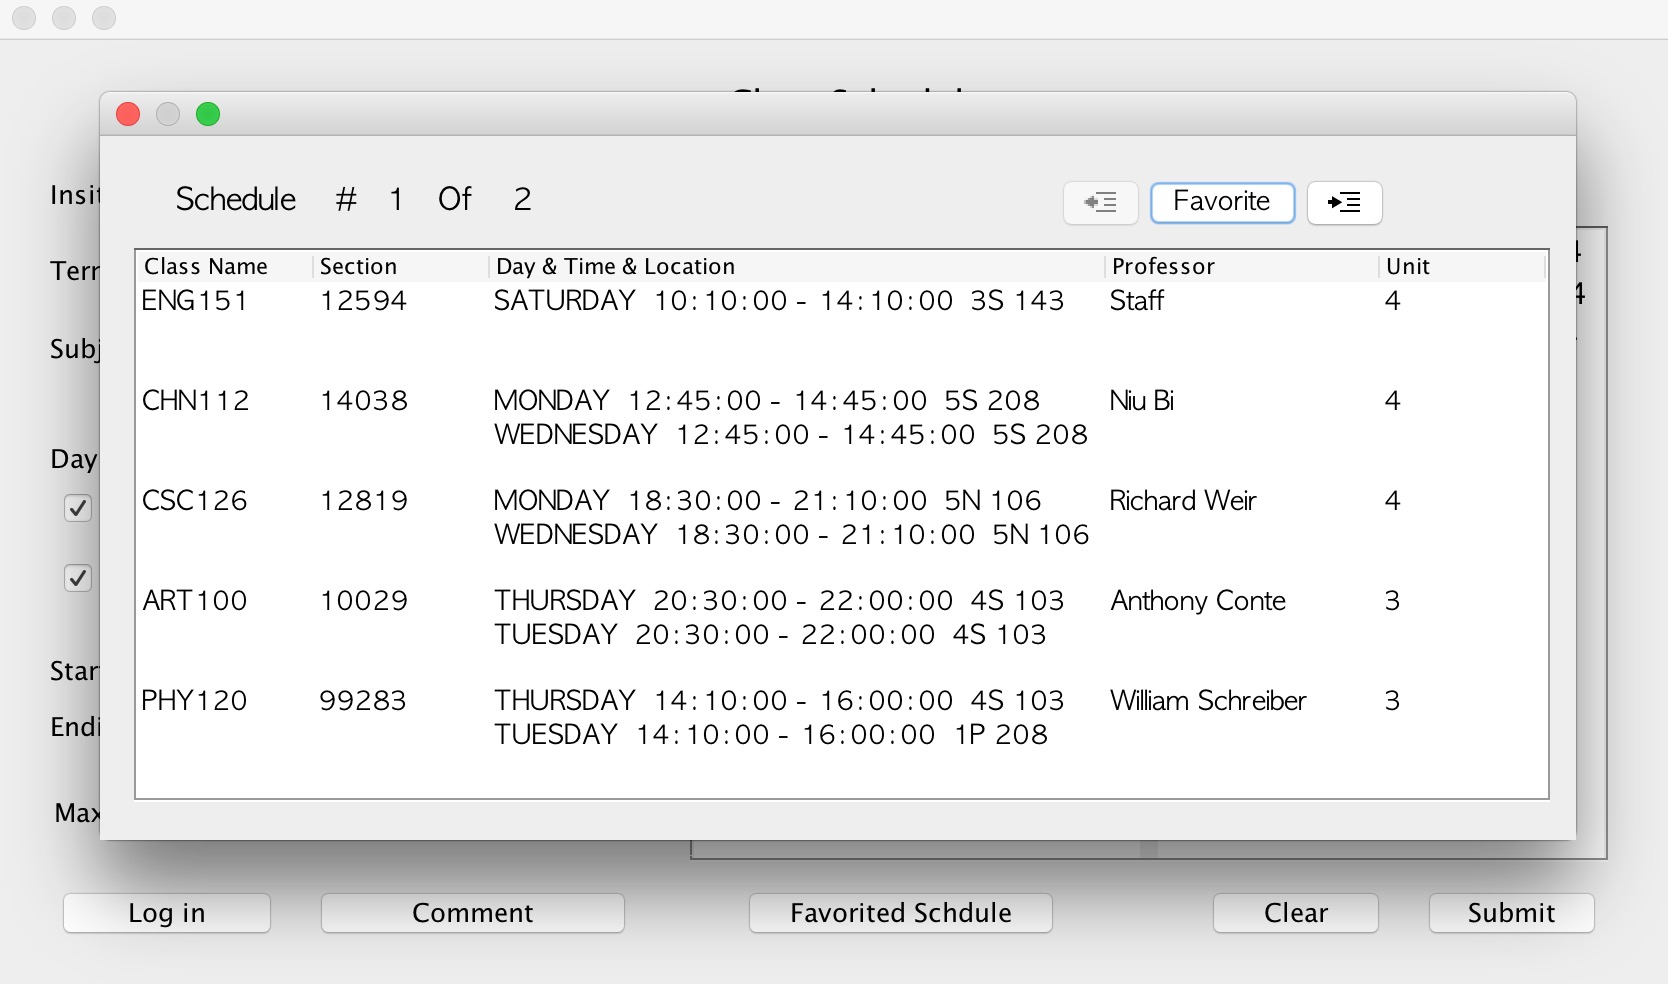 Schedule # 1 Of 2
Favorite
Class Name Section Day & Time & Location Professor Unit
ENG151 12594 SATURDAY 10:10:00 - 14:10:00 3S 143 Staff 4
CHN112 14038 MONDAY 12:45:00 - 14:45:00 5S 208 Niu Bi 4
WEDNESDAY 12:45:00 - 14:45:00 5S 208
CSC126 12819 MONDAY 18:30:00 - 21:10:00 5N 106 Richard Weir 4
WEDNESDAY 18:30:00 - 21:10:00 5N 106
ART100 10029 THURSDAY 20:30:00 - 22:00:00 4S 103 Anthony Conte 3
TUESDAY 20:30:00 - 22:00:00 4S 103
PHY120 99283 THURSDAY 14:10:00 - 16:00:00 4S 103 William Schreiber 3
TUESDAY 14:10:00 - 16:00:00 1P 208
Day
Max
Log in Comment Favorited Schdule Clear Submit